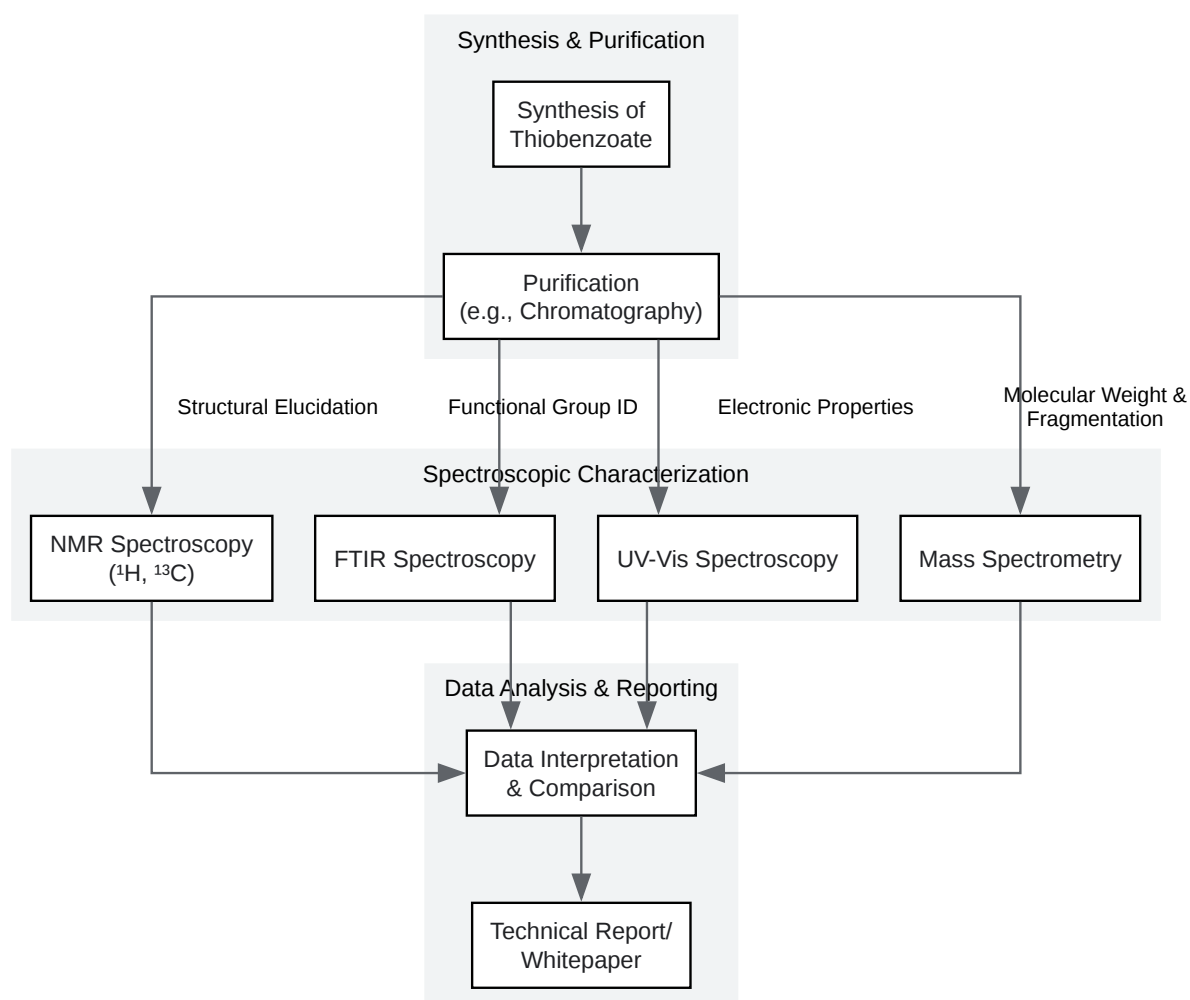 Synthesis & Purification
Synthesis of
Thiobenzoate
Purification
(e.g., Chromatography)
Structural Elucidation
Functional Group ID
Electronic Properties
Molecular Weight &
Fragmentation
Spectroscopic Characterization
NMR Spectroscopy
(¹H, ¹³C)
FTIR Spectroscopy
UV-Vis Spectroscopy
Mass Spectrometry
Data Analysis & Reporting
Data Interpretation
& Comparison
Technical Report/
Whitepaper